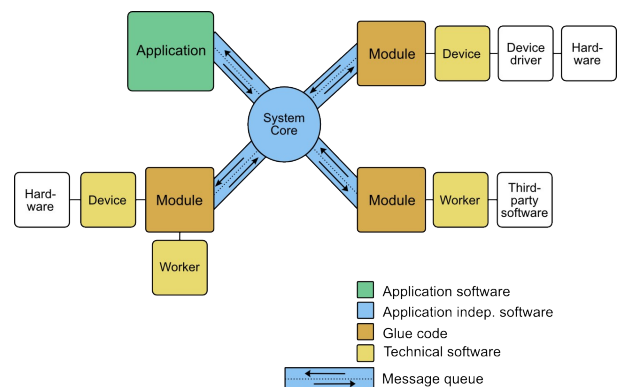 Application
Module
Device
Device
driver
Hard-
ware
System
Core
Hard-
ware
Device
Module
Worker
Module
Worker
Third-
party
software
Application software
Application indep. software
Glue code
Technical software
Message queue